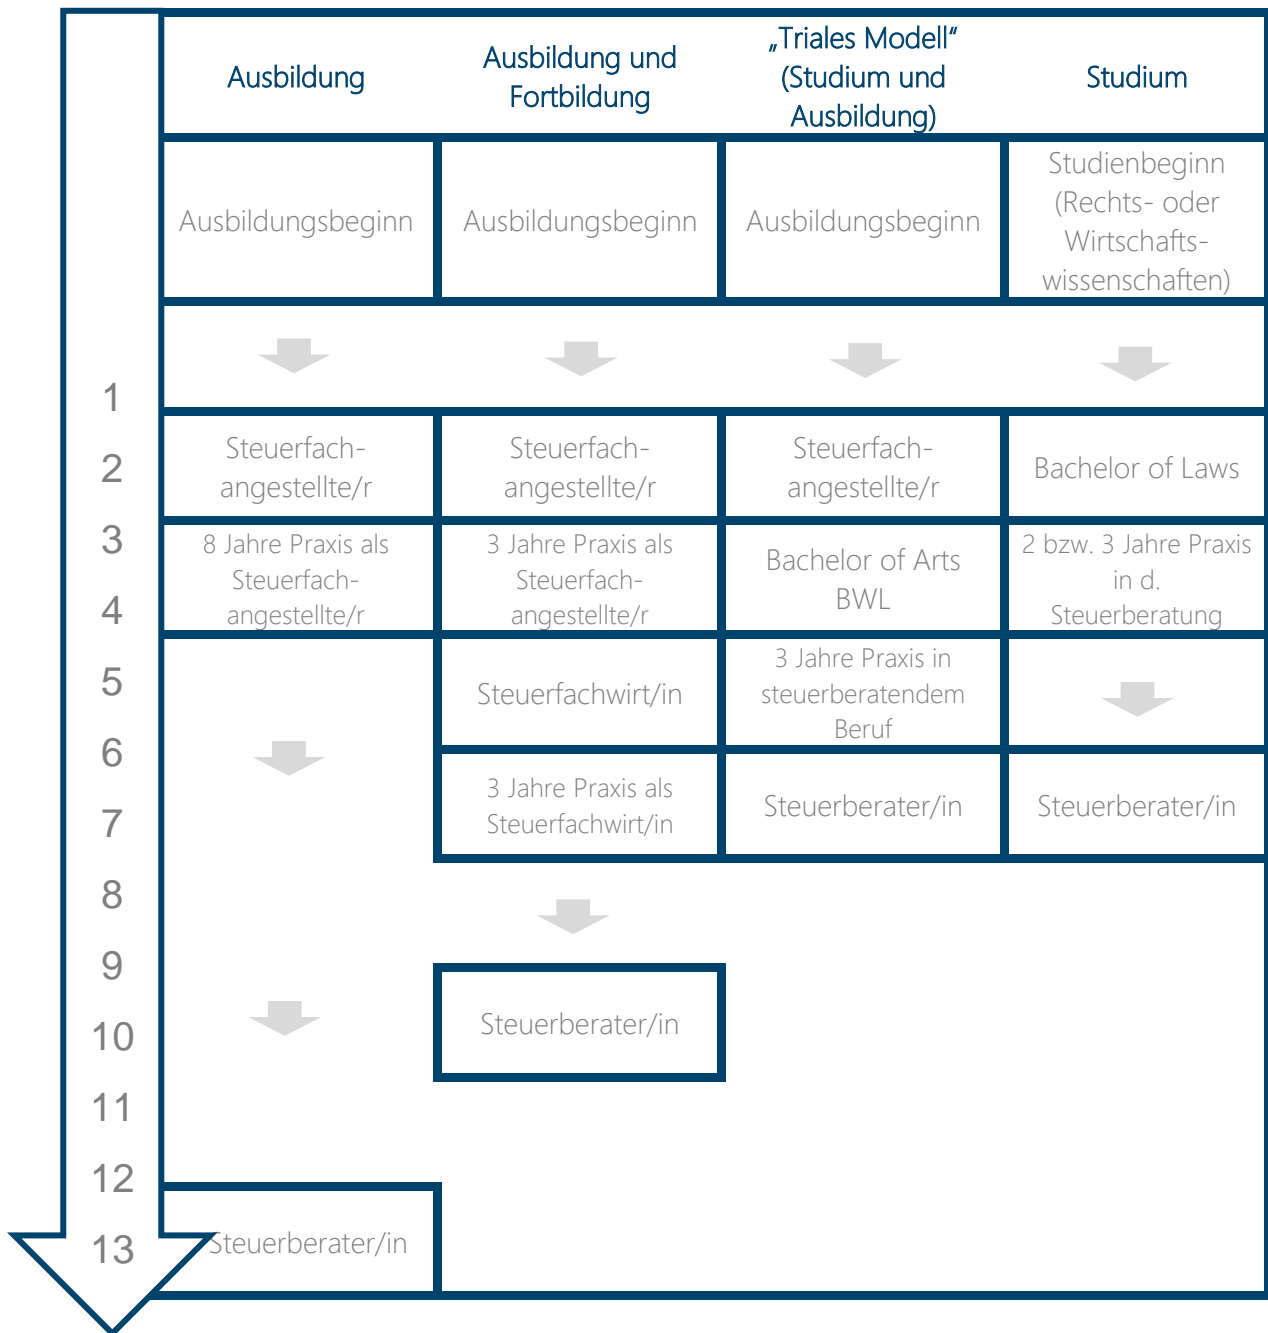 Ausbildung
Ausbildung und
Fortbildung
„Triales Modell“
(Studium und
Ausbildung)
Studium
Ausbildungsbeginn
Ausbildungsbeginn
Ausbildungsbeginn
Studienbeginn
(Rechts- oder
Wirtschafts-
wissenschaften)
1
2
3
4
5
6
7
8
9
10
11
12
13
Steuerfach-
angestellte/r
Steuerfach-
angestellte/r
Steuerfach-
angestellte/r
Bachelor of Laws
8 Jahre Praxis als
Steuerfach-
angestellte/r
3 Jahre Praxis als
Steuerfach-
angestellte/r
Bachelor of Arts
BWL
2 bzw. 3 Jahre Praxis
in d.
Steuerberatung
Steuerfachwirt/in
3 Jahre Praxis in
steuerberatendem
Beruf
3 Jahre Praxis als
Steuerfachwirt/in
Steuerberater/in
Steuerberater/in
Steuerberater/in
Steuerberater/in